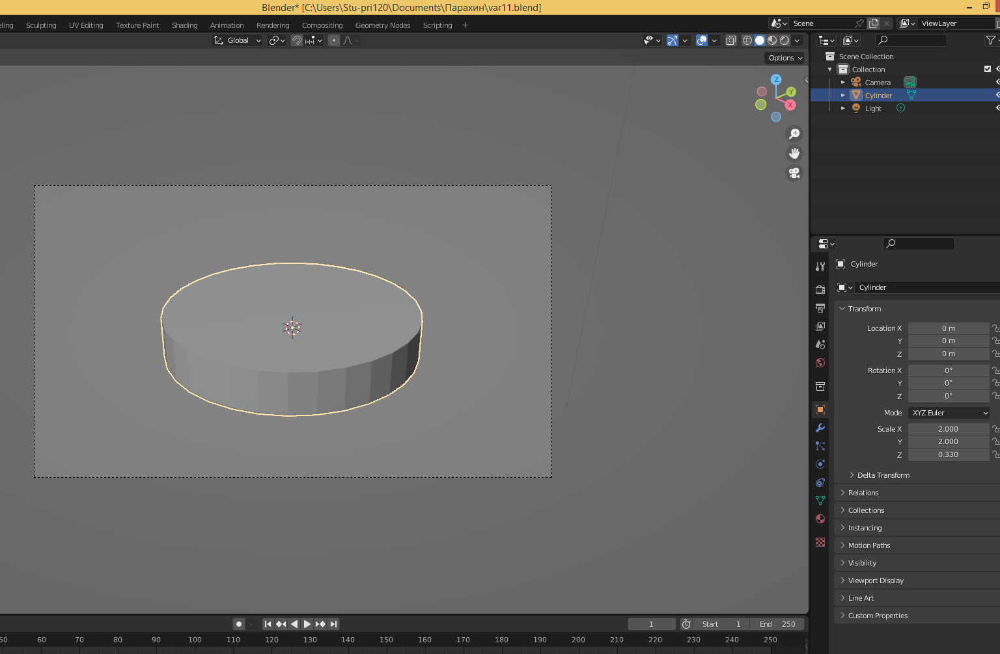 Blender* [C:\Users\Stu-pri120\Documents\Парахин\var11.blend]
eling Sculpting UV Editing Texture Paint Shading Animation Rendering Compositing Geometry Nodes Scripting + Scene ViewLayer
Global
Options
Scene Collection
Collection
Camera
Cylinder
Light
Z
Y
X
Cylinder
Cylinder
Transform
Location X 0 m
Y 0 m
Z 0 m
Rotation X 0°
Y 0°
Z 0°
Mode XYZ Euler
Scale X 2.000
Y 2.000
Z 0.330
Delta Transform
Relations
Collections
Instancing
Motion Paths
Visibility
Viewport Display
Line Art
Custom Properties
1 Start 1 End 250
50 60 70 80 90 100 110 120 130 140 150 160 170 180 190 200 210 220 230 240 250